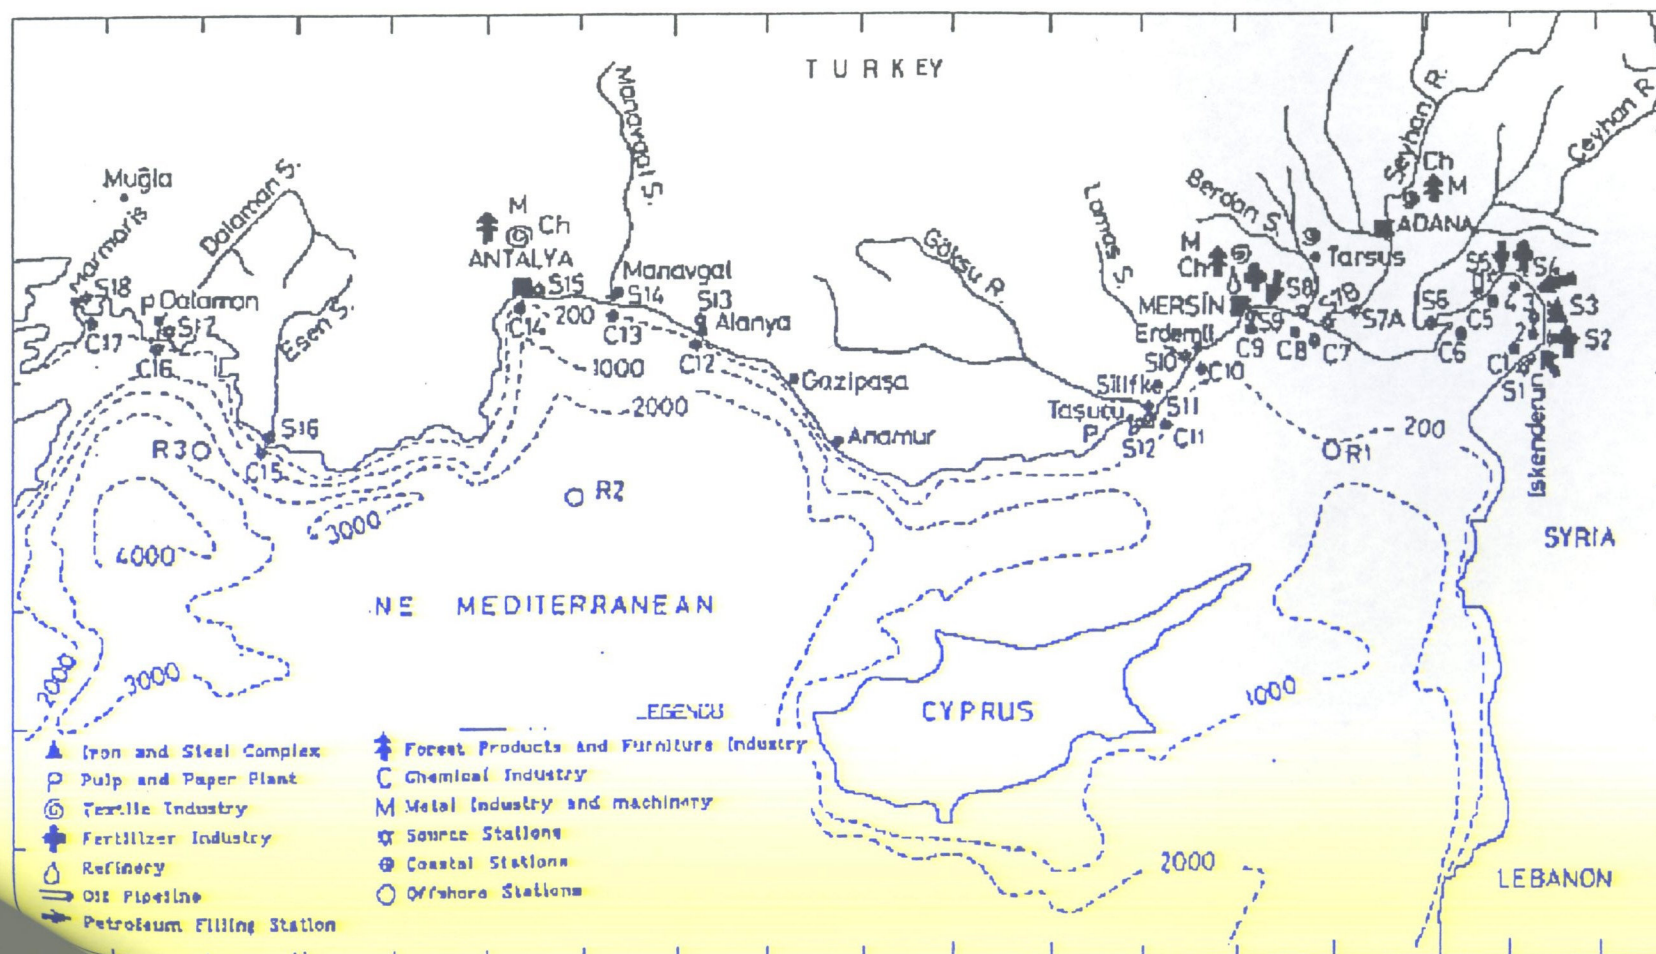 TURKEY
Manavgat S.
Seyhan R.
Ceyhan R.
Muğla
Marmaris
Dalaman S.
M
Ch
ANTALYA
S15
Manavgat
S14
S13
Alanya
Göksu R.
Lamas S.
Berdan S.
Ch
M
ADANA
Tarsus
M
Ch
MERSİN
Erdemli
S18
P Dalaman
S17
C17
C16
Esen S.
C14
200
C13
C12
1000
2000
Gazipaşa
Anamur
S8
S9
S7B
S7A
S6
S5
S4
S3
S2
S1
C9
C8
C7
C6
C5
3
2
C1
S10
C10
Silifke
Taşucu
P
S11
S12
C11
200
İskenderun
S16
C15
R3
R2
R1
3000
4000
SYRIA
NE MEDITERRANEAN
2000
3000
CYPRUS
1000
2000
LEBANON
Iron and Steel Complex
P Pulp and Paper Plant
Textile Industry
Fertilizer Industry
Refinery
Oil Pipeline
Petroleum Filling Station
Forest Products and Furniture Industry
C Chemical Industry
M Metal Industry and machinery
Source Stations
Coastal Stations
Offshore Stations